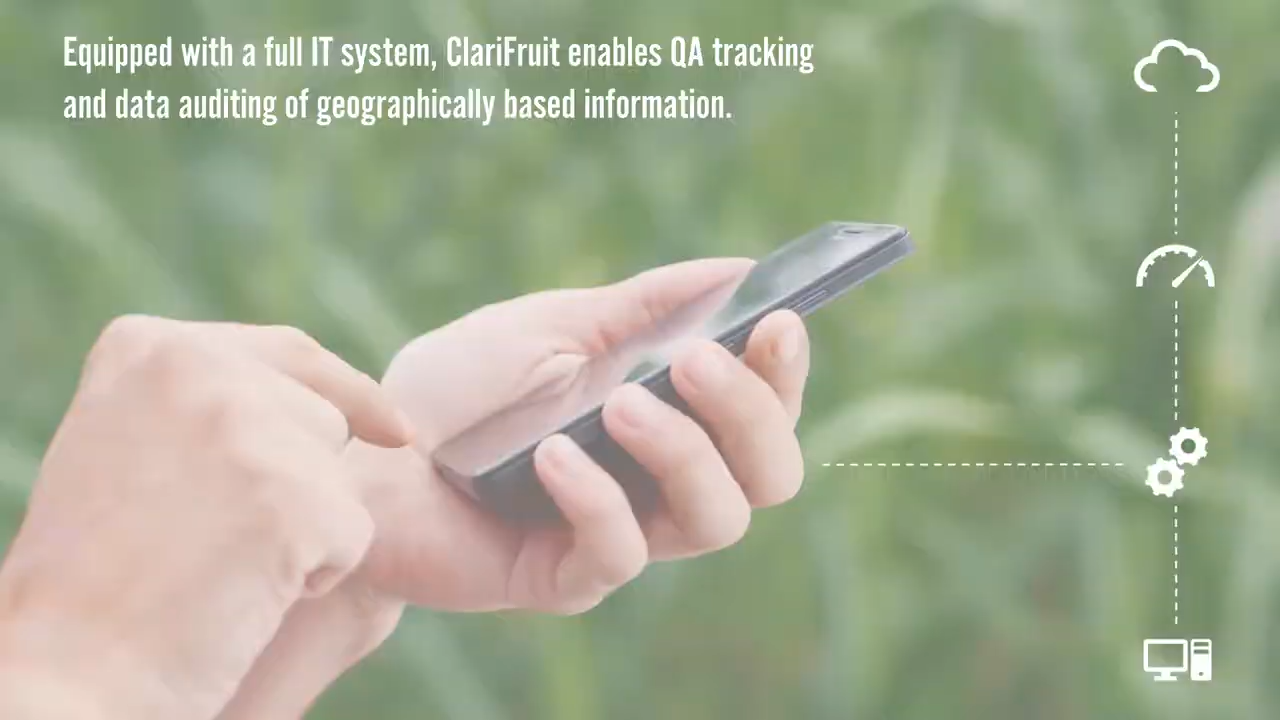 Equipped with a full IT system, ClariFruit enables QA tracking
and data auditing of geographically based information.